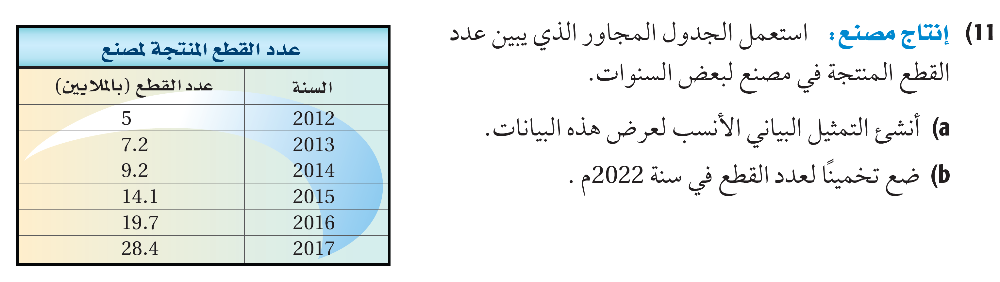 11) إنتاج مصنع: استعمل الجدول المجاور الذي يبين عدد
القطع المنتجة في مصنع لبعض السنوات.
a) أنشئ التمثيل البياني الأنسب لعرض هذه البيانات.
b) ضع تخمينًا لعدد القطع في سنة 2022م .
عدد القطع المنتجة لمصنع
السنة عدد القطع (بالملايين)
2012 5
2013 7.2
2014 9.2
2015 14.1
2016 19.7
2017 28.4